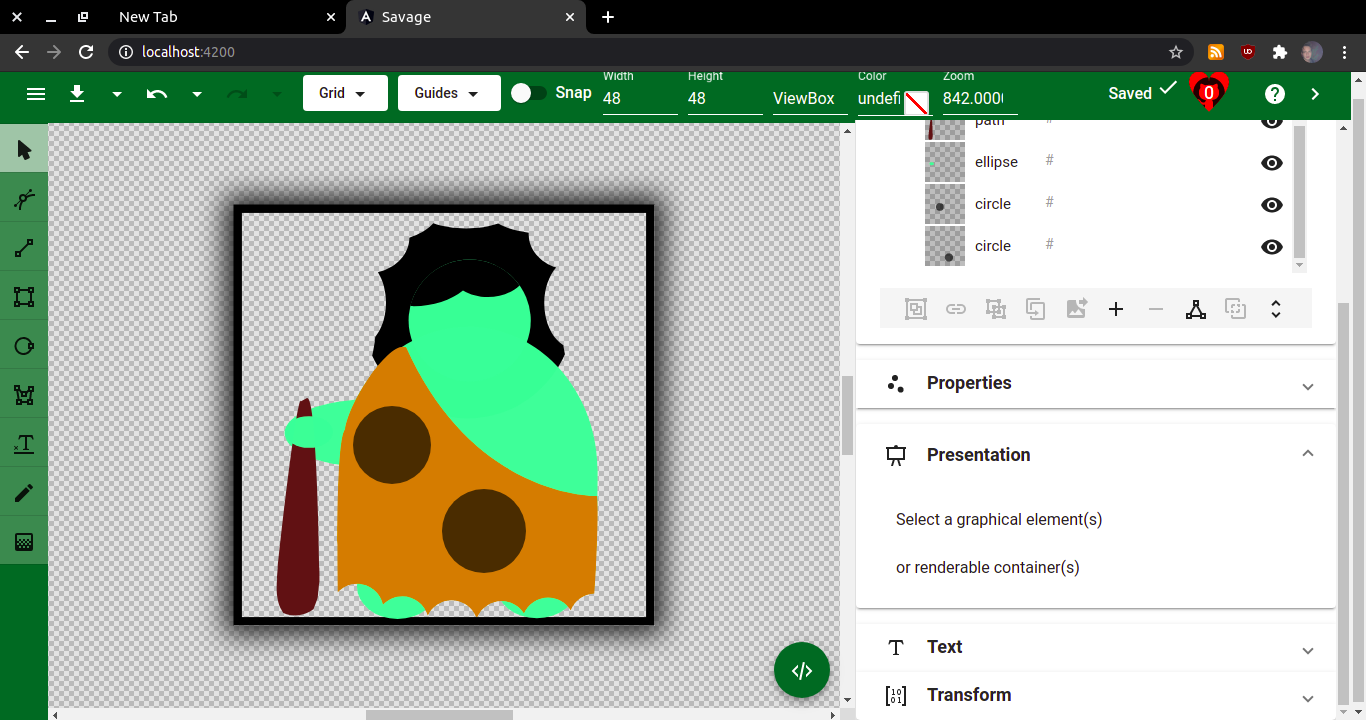 New Tab
Savage
localhost:4200
Grid
Guides
Snap
Width
48
Height
48
ViewBox
Color
undefi
Zoom
842.000
Saved
0
path #
ellipse #
circle #
circle #
Properties
Presentation
Select a graphical element(s)
or renderable container(s)
Text
Transform